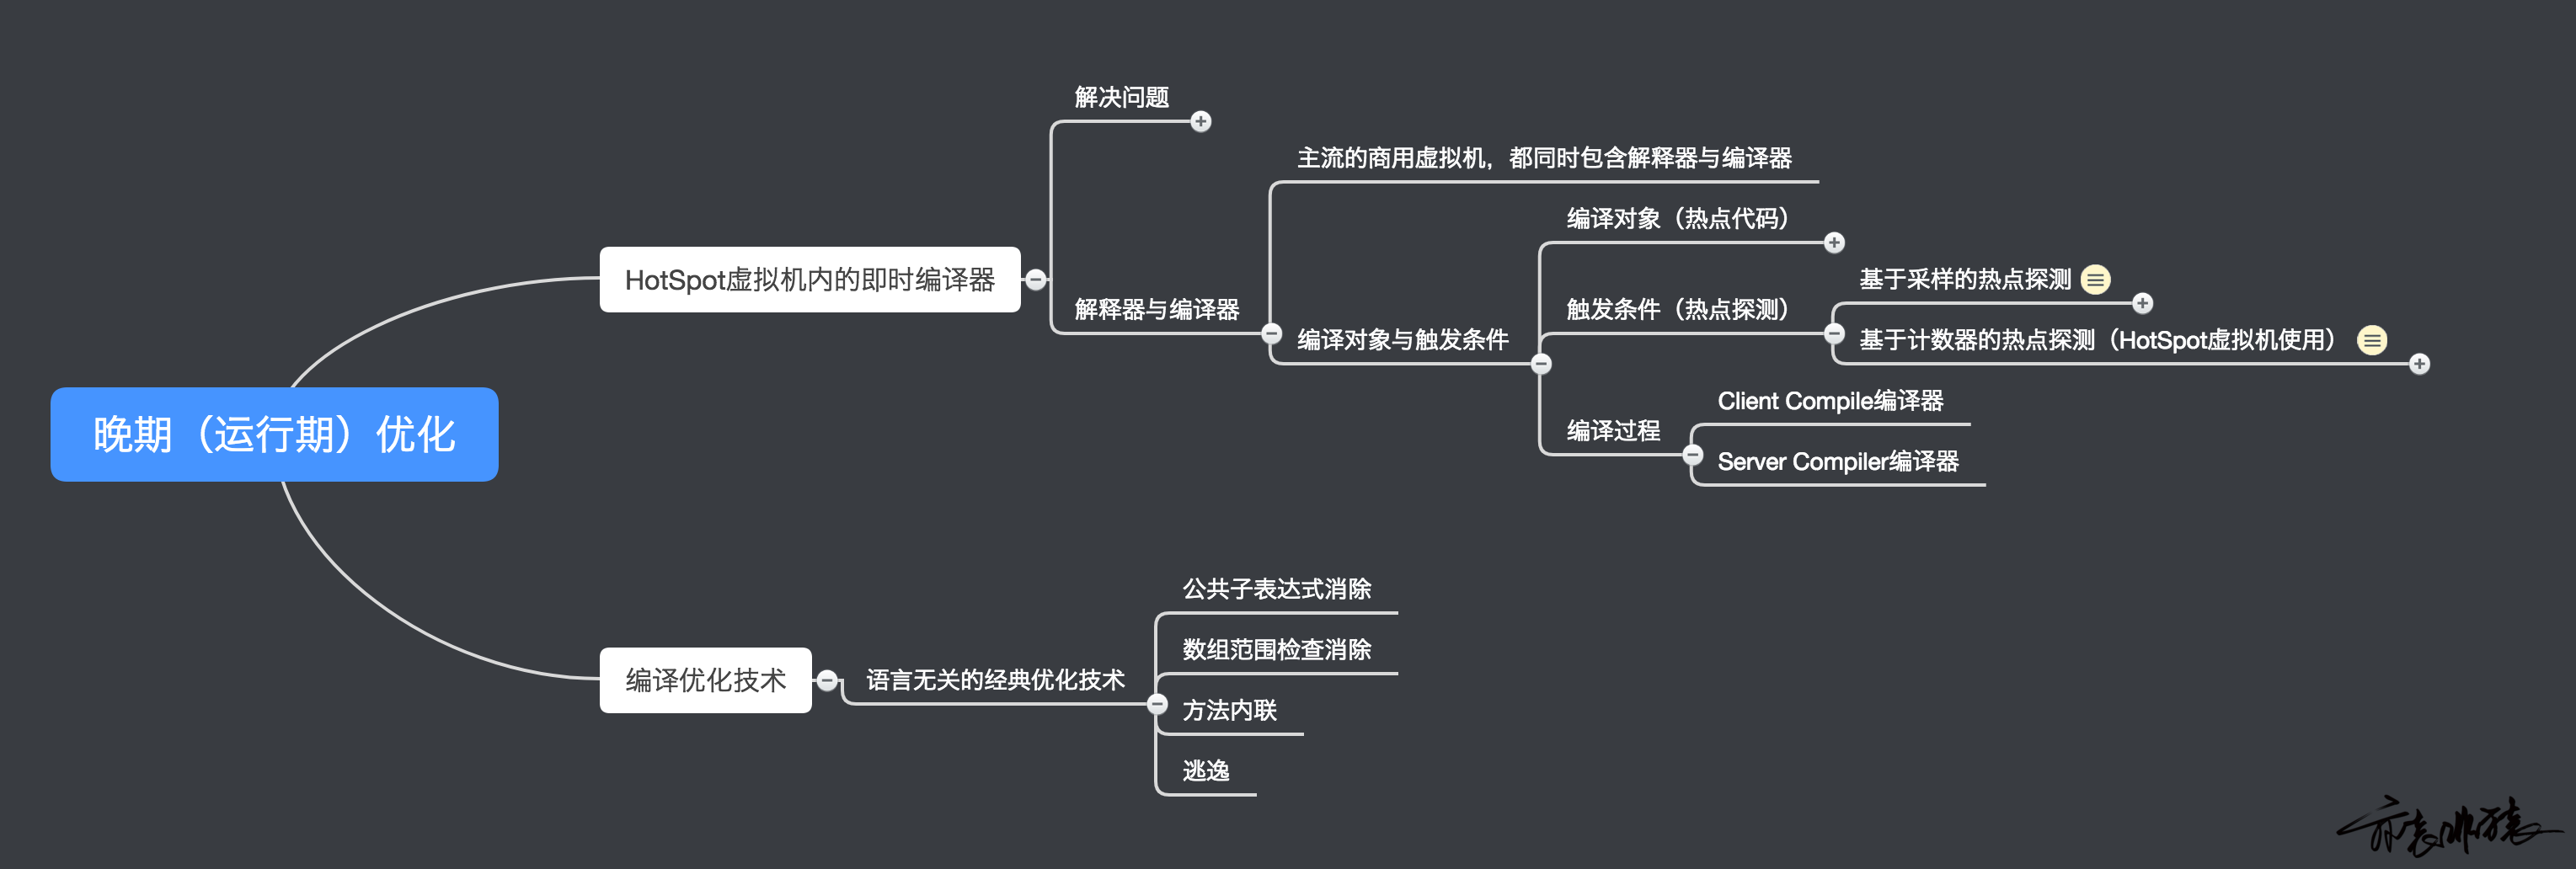 晚期（运行期）优化
HotSpot虚拟机内的即时编译器
解决问题
解释器与编译器
主流的商用虚拟机，都同时包含解释器与编译器
编译对象与触发条件
编译对象（热点代码）
触发条件（热点探测）
基于采样的热点探测
基于计数器的热点探测（HotSpot虚拟机使用）
编译过程
Client Compile编译器
Server Compiler编译器
编译优化技术
语言无关的经典优化技术
公共子表达式消除
数组范围检查消除
方法内联
逃逸